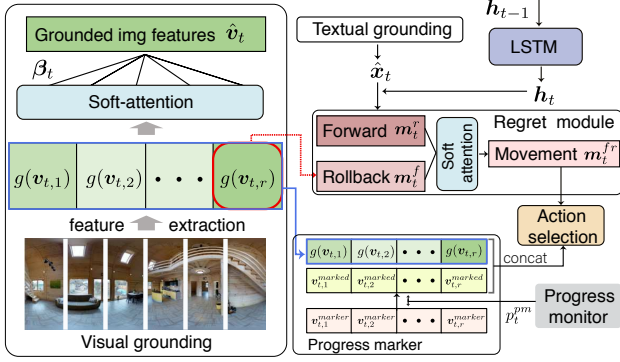 Grounded img features v̂_t
β_t
Soft-attention
g(v_{t,1}) g(v_{t,2}) • • • g(v_{t,r})
feature extraction
Visual grounding
Textual grounding
x̂_t
h_{t−1}
LSTM
h_t
Regret module
Forward m_t^r
Rollback m_t^f
Soft
attention
Movement m_t^{fr}
Action
selection
g(v_{t,1}) g(v_{t,2}) • • • g(v_{t,r})
v_{t,1}^{marked} v_{t,2}^{marked} • • • v_{t,r}^{marked}
concat
v_{t,1}^{marker} v_{t,2}^{marker} • • • v_{t,r}^{marker}
p_t^{pm}
Progress
monitor
Progress marker